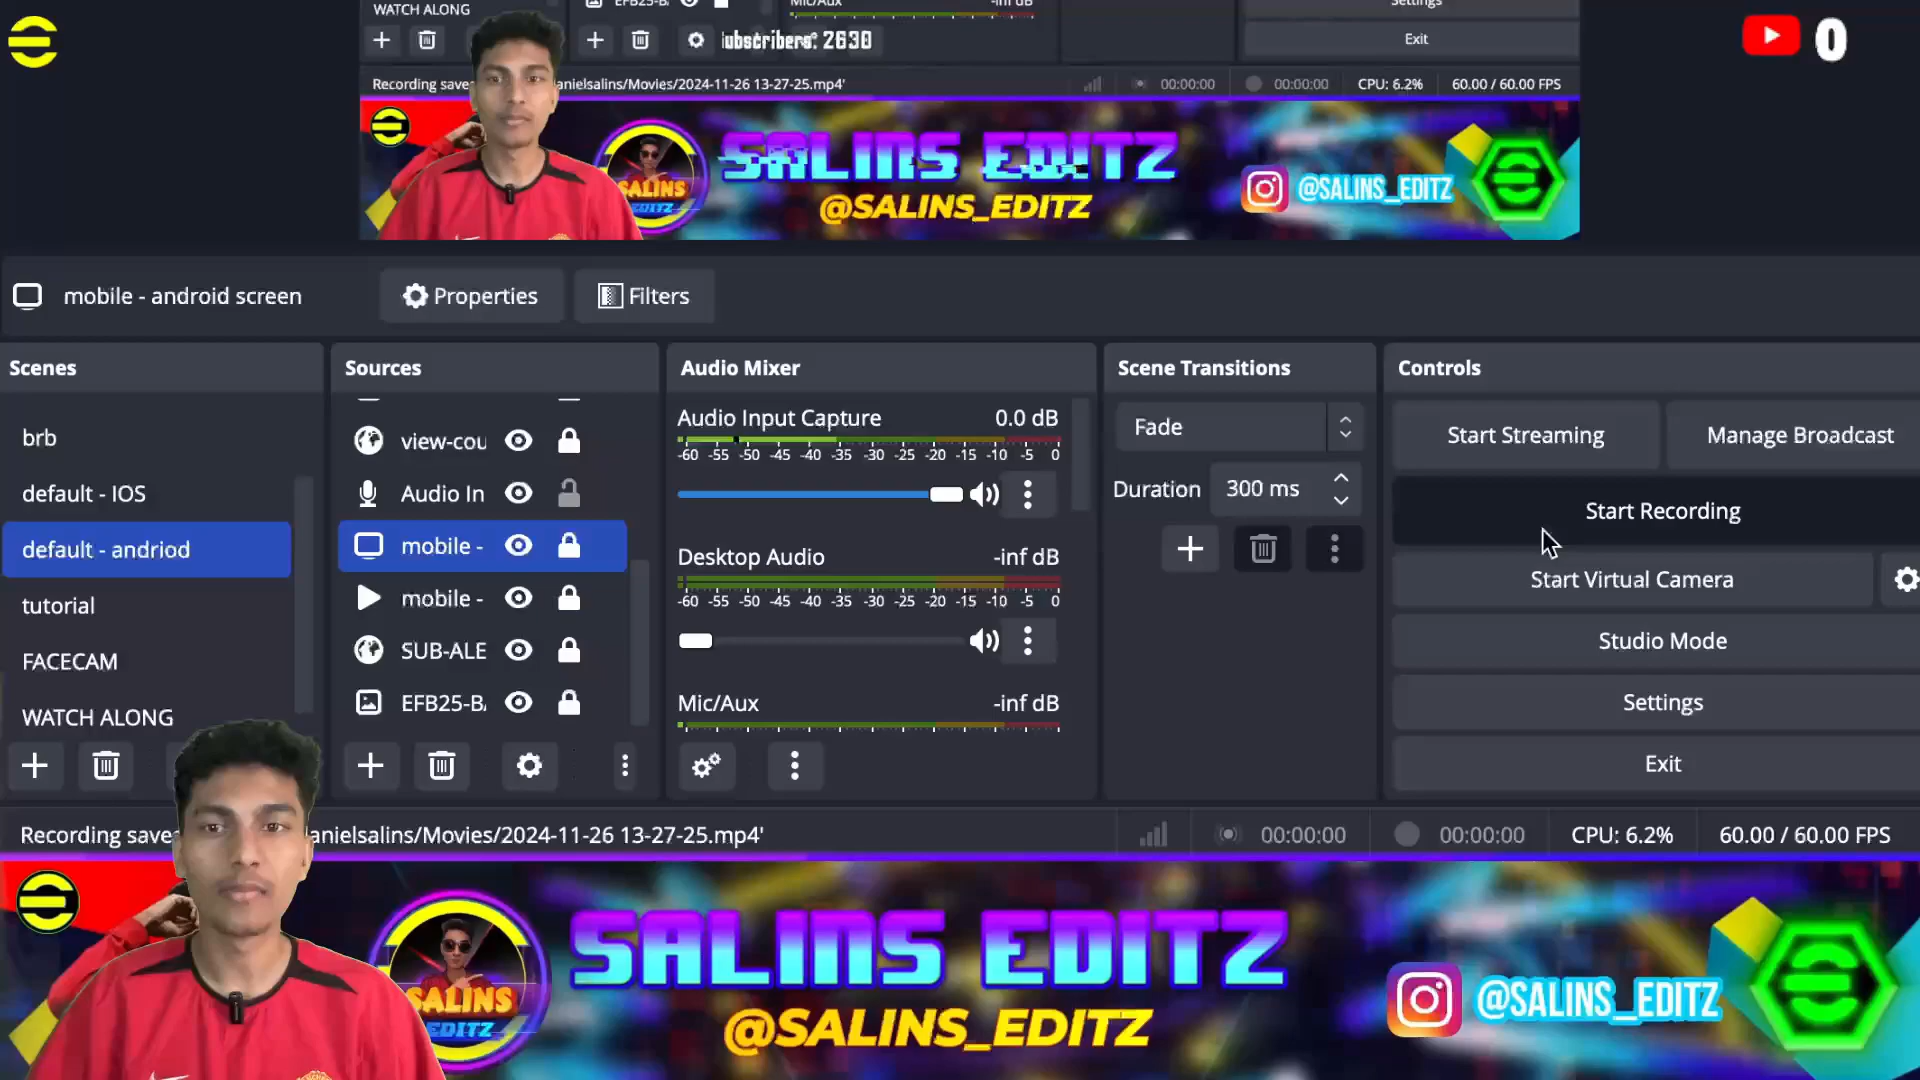 WATCH ALONG
Settings
ubscribers: 2630
Exit
0
Recording save
anielsalins/Movies/2024-11-26 13-27-25.mp4'
00:00:00
00:00:00
CPU: 6.2%
60.00 / 60.00 FPS
SALINS EDITZ
@SALINS_EDITZ
@SALINS_EDITZ
SALINS
EDITZ
mobile - android screen
Properties
Filters
Scenes
Sources
Audio Mixer
Scene Transitions
Controls
brb
default - IOS
default - andriod
tutorial
FACECAM
WATCH ALONG
view-cou
Audio In
mobile -
mobile -
SUB-ALE
EFB25-BA
Audio Input Capture
0.0 dB
-60 -55 -50 -45 -40 -35 -30 -25 -20 -15 -10 -5 0
Desktop Audio
-inf dB
-60 -55 -50 -45 -40 -35 -30 -25 -20 -15 -10 -5 0
Mic/Aux
-inf dB
Fade
Duration
300 ms
Start Streaming
Manage Broadcast
Start Recording
Start Virtual Camera
Studio Mode
Settings
Exit
Recording save
anielsalins/Movies/2024-11-26 13-27-25.mp4'
00:00:00
00:00:00
CPU: 6.2%
60.00 / 60.00 FPS
SALINS EDITZ
@SALINS_EDITZ
@SALINS_EDITZ
SALINS
EDITZ